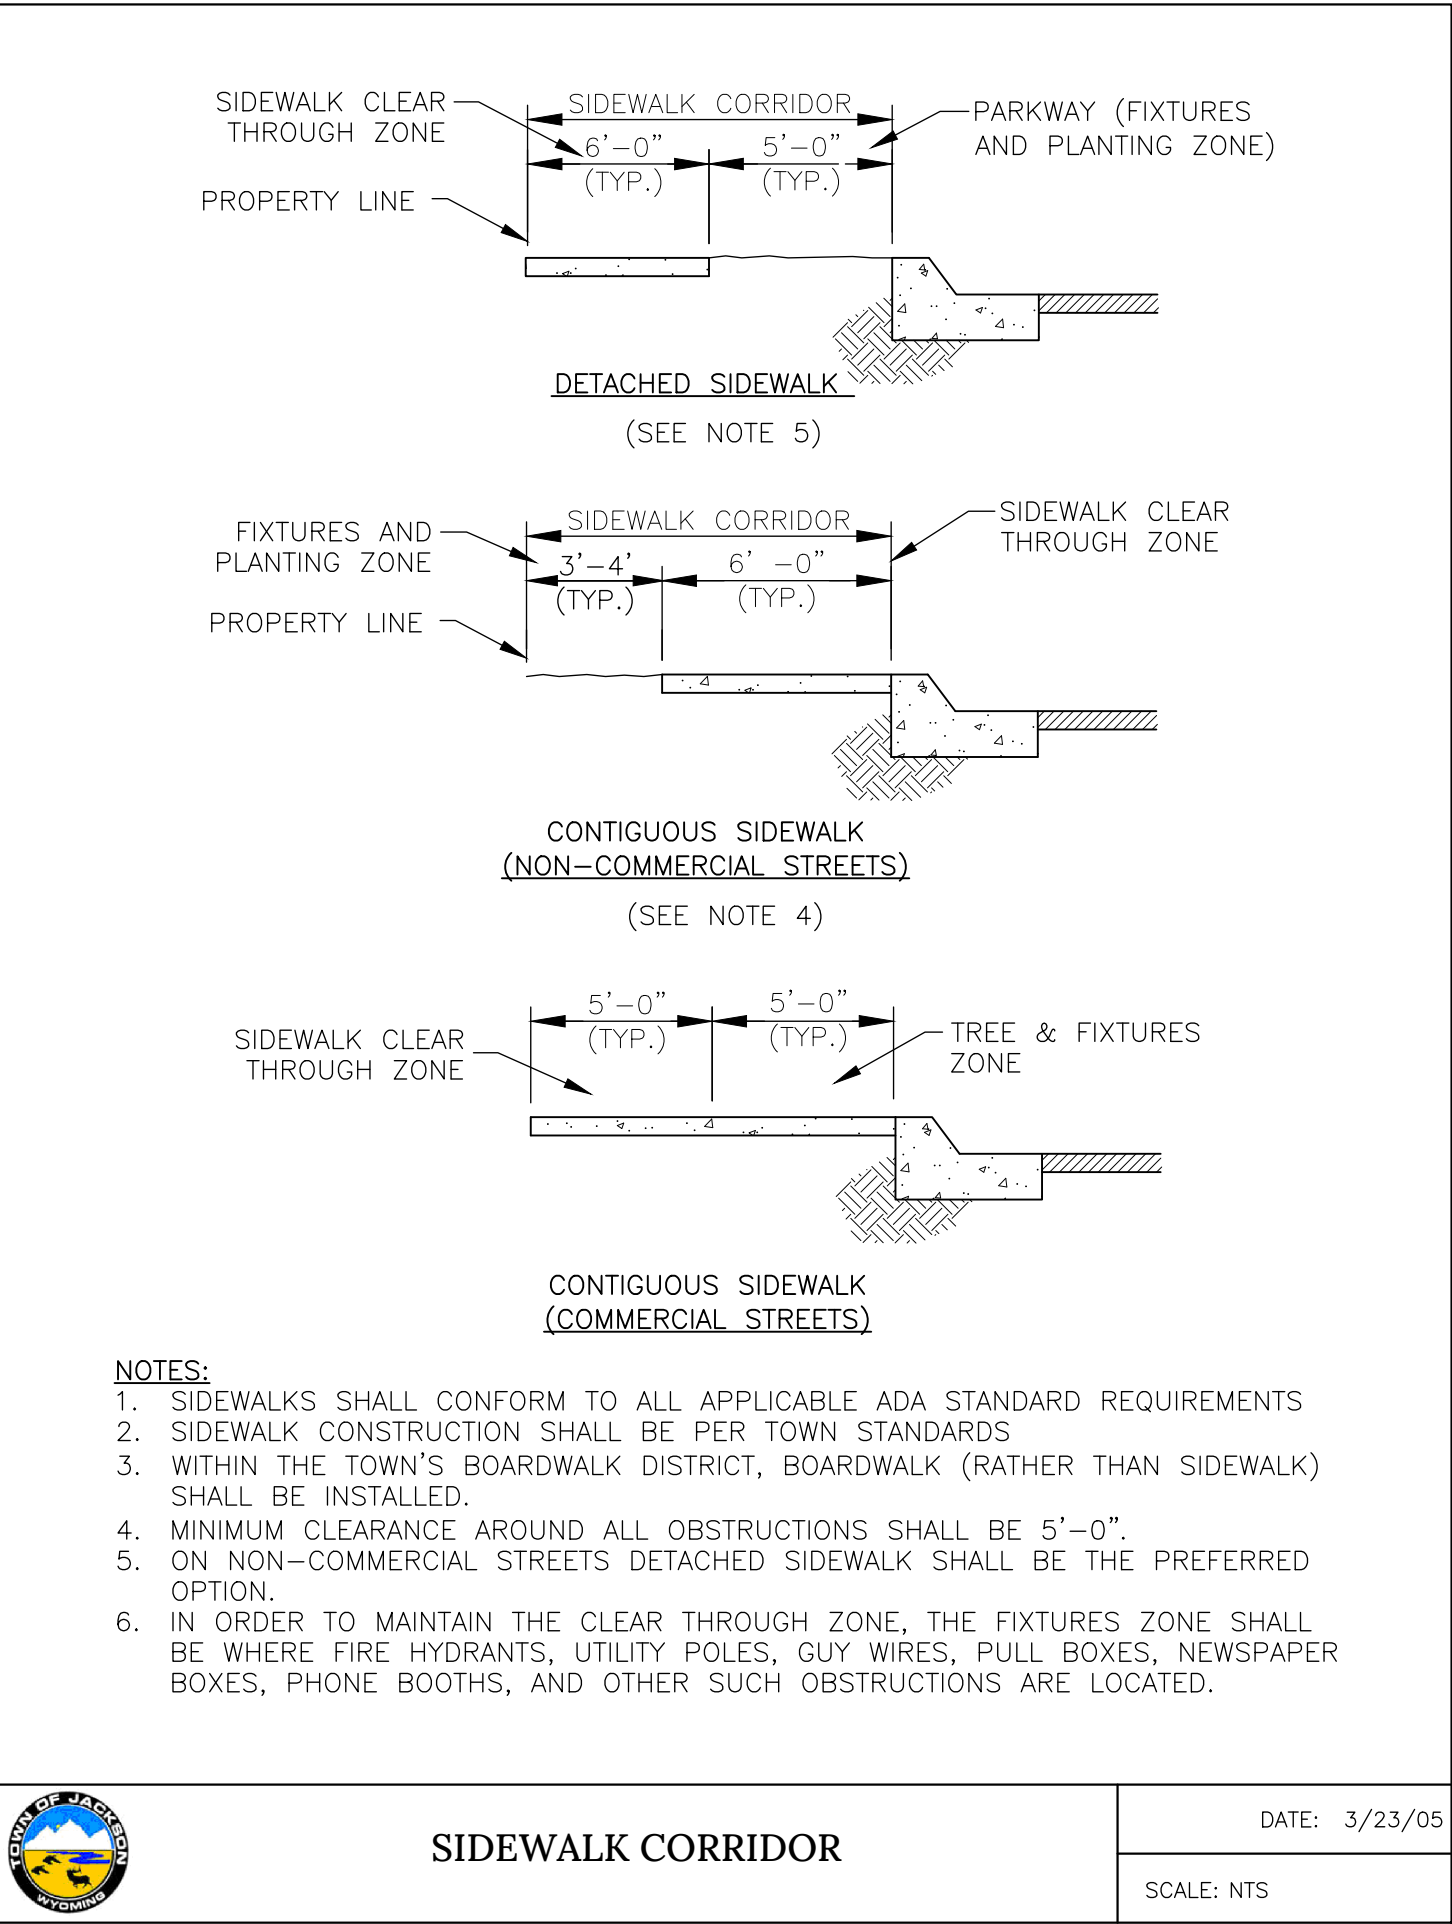 SIDEWALK CLEAR
THROUGH ZONE
SIDEWALK CORRIDOR
PARKWAY (FIXTURES
AND PLANTING ZONE)
6'-0"
(TYP.)
5'-0"
(TYP.)
PROPERTY LINE
DETACHED SIDEWALK
(SEE NOTE 5)
FIXTURES AND
PLANTING ZONE
SIDEWALK CORRIDOR
SIDEWALK CLEAR
THROUGH ZONE
3'-4'
(TYP.)
6' -0"
(TYP.)
PROPERTY LINE
CONTIGUOUS SIDEWALK
(NON-COMMERCIAL STREETS)
(SEE NOTE 4)
5'-0"
(TYP.)
5'-0"
(TYP.)
SIDEWALK CLEAR
THROUGH ZONE
TREE & FIXTURES
ZONE
CONTIGUOUS SIDEWALK
(COMMERCIAL STREETS)
NOTES:
1. SIDEWALKS SHALL CONFORM TO ALL APPLICABLE ADA STANDARD REQUIREMENTS
2. SIDEWALK CONSTRUCTION SHALL BE PER TOWN STANDARDS
3. WITHIN THE TOWN'S BOARDWALK DISTRICT, BOARDWALK (RATHER THAN SIDEWALK)
SHALL BE INSTALLED.
4. MINIMUM CLEARANCE AROUND ALL OBSTRUCTIONS SHALL BE 5'-0".
5. ON NON-COMMERCIAL STREETS DETACHED SIDEWALK SHALL BE THE PREFERRED
OPTION.
6. IN ORDER TO MAINTAIN THE CLEAR THROUGH ZONE, THE FIXTURES ZONE SHALL
BE WHERE FIRE HYDRANTS, UTILITY POLES, GUY WIRES, PULL BOXES, NEWSPAPER
BOXES, PHONE BOOTHS, AND OTHER SUCH OBSTRUCTIONS ARE LOCATED.
TOWN OF JACKSON
WYOMING
SIDEWALK CORRIDOR
DATE: 3/23/05
SCALE: NTS